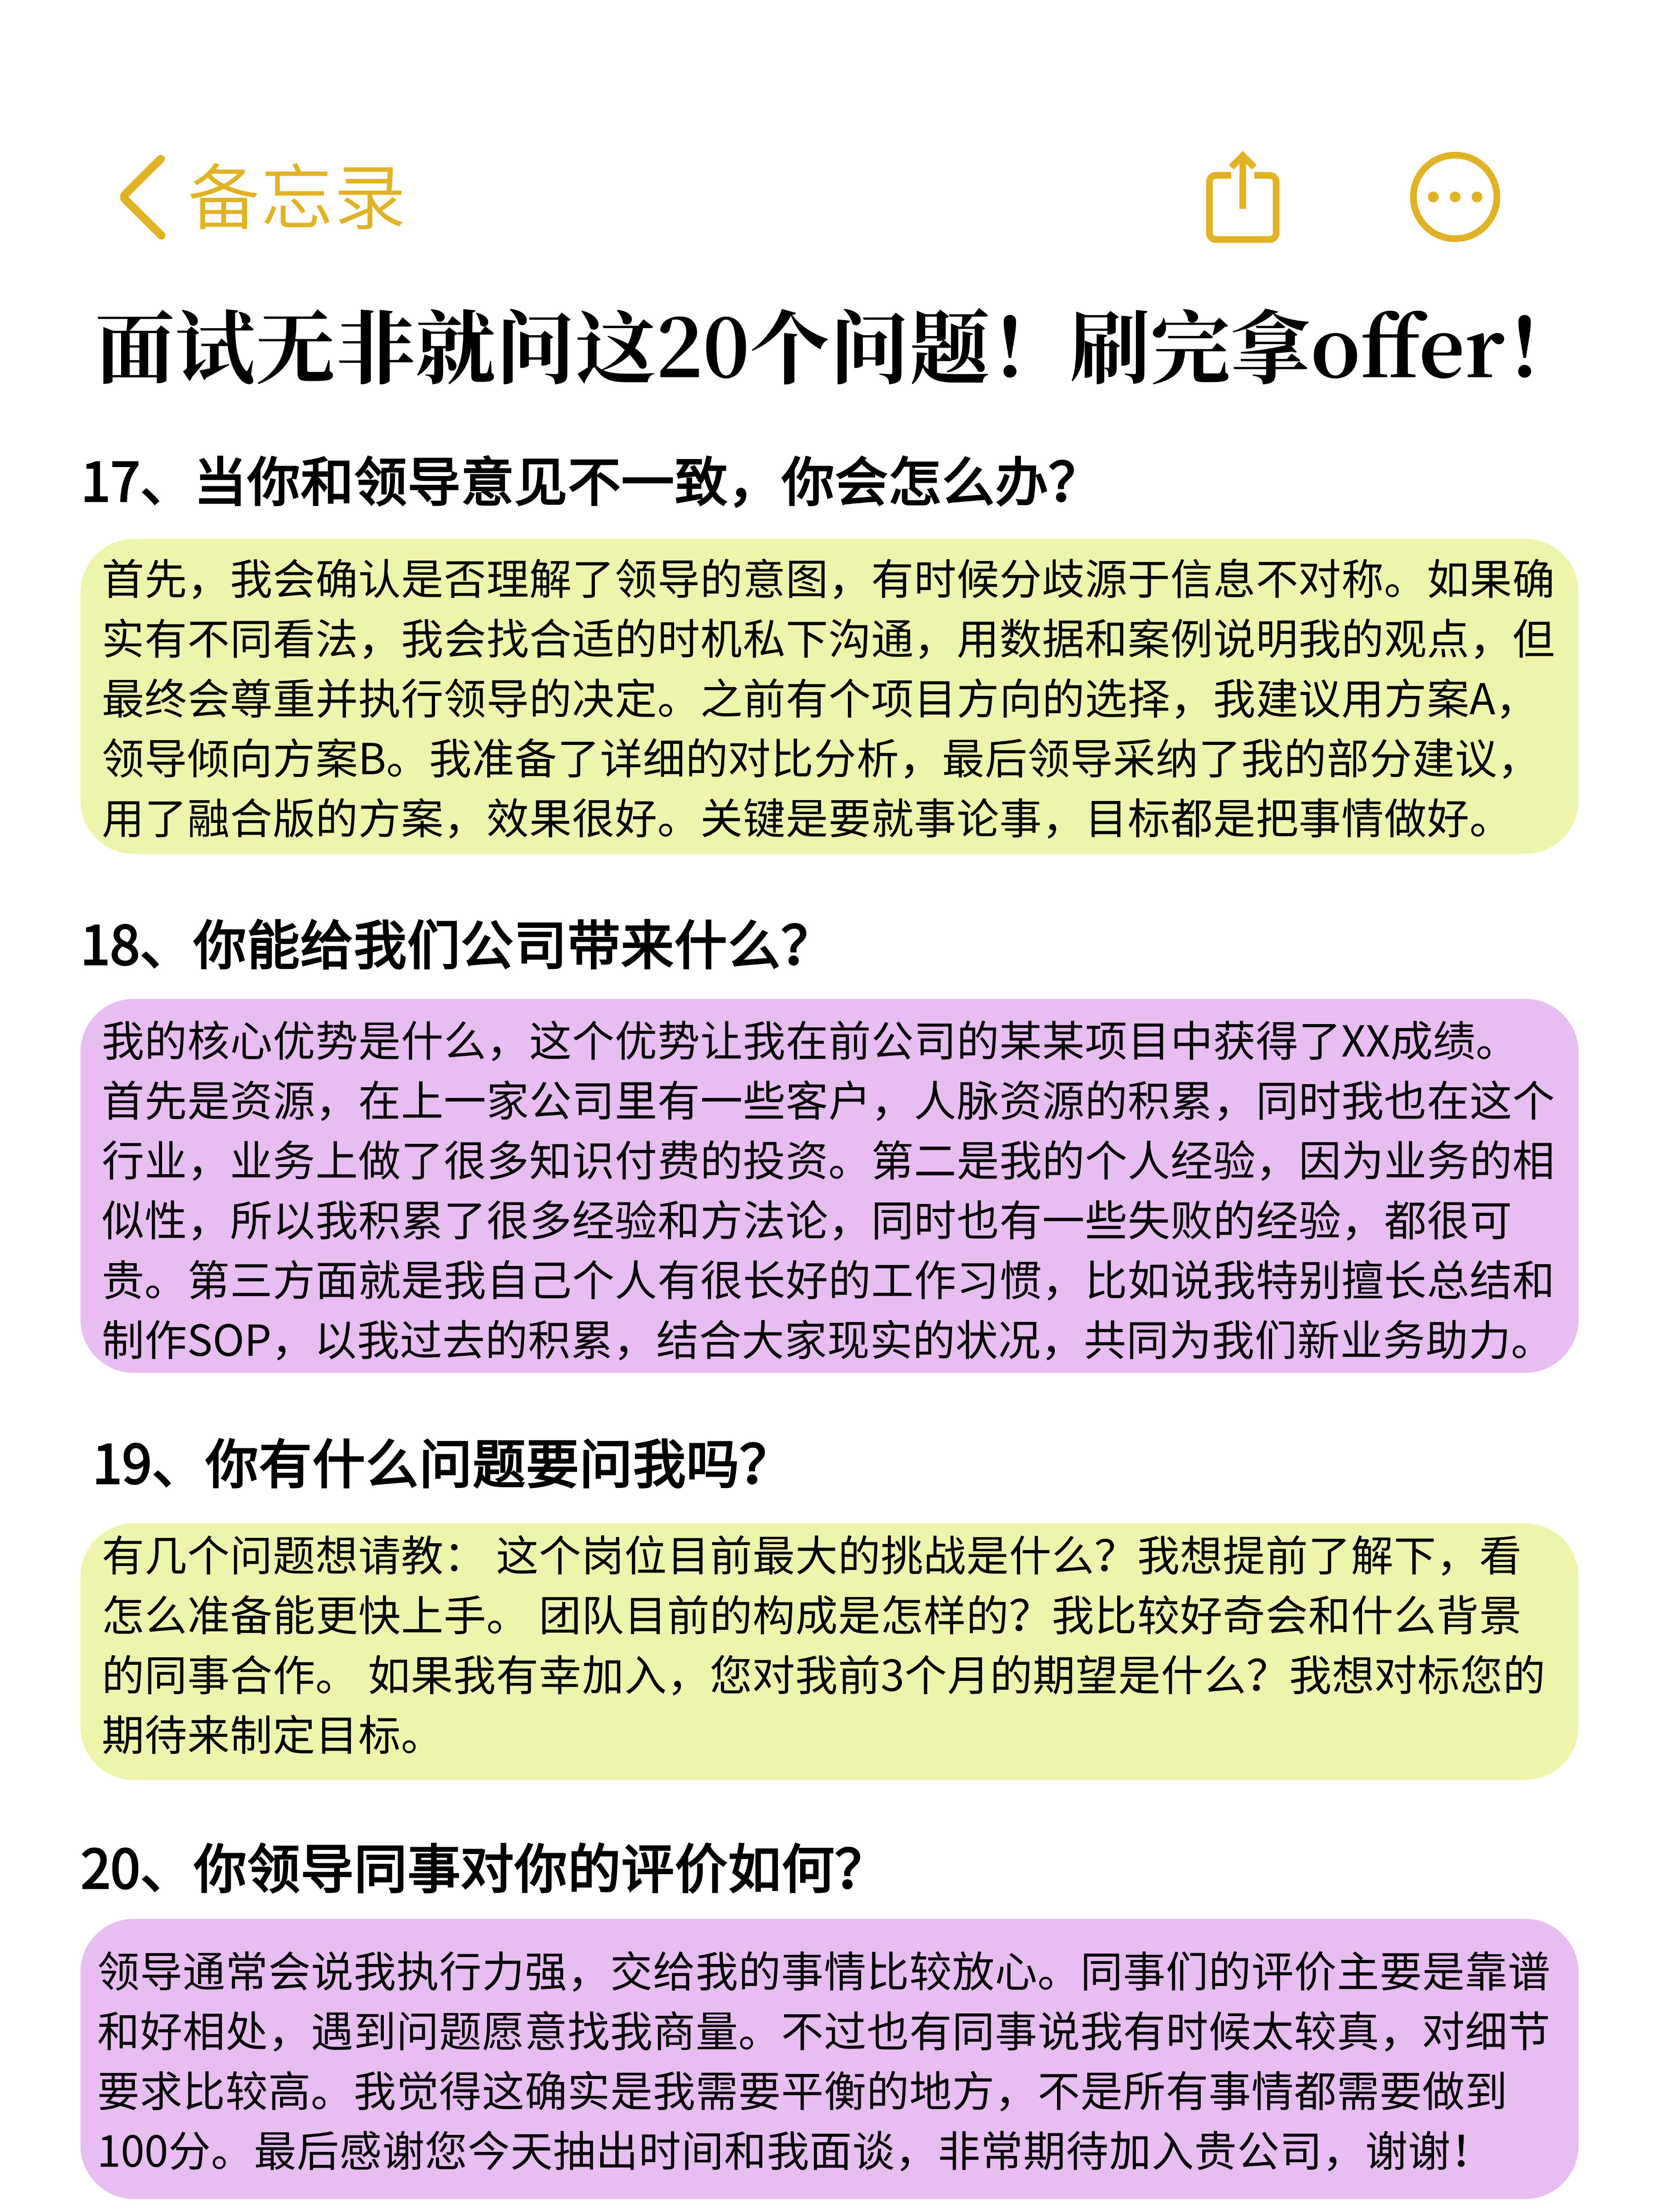 备忘录
面试无非就问这20个问题！刷完拿offer！
17、当你和领导意见不一致，你会怎么办？
首先，我会确认是否理解了领导的意图，有时候分歧源于信息不对称。如果确
实有不同看法，我会找合适的时机私下沟通，用数据和案例说明我的观点，但
最终会尊重并执行领导的决定。之前有个项目方向的选择，我建议用方案A，
领导倾向方案B。我准备了详细的对比分析，最后领导采纳了我的部分建议，
用了融合版的方案，效果很好。关键是要就事论事，目标都是把事情做好。
18、你能给我们公司带来什么？
我的核心优势是什么，这个优势让我在前公司的某某项目中获得了XX成绩。
首先是资源，在上一家公司里有一些客户，人脉资源的积累，同时我也在这个
行业，业务上做了很多知识付费的投资。第二是我的个人经验，因为业务的相
似性，所以我积累了很多经验和方法论，同时也有一些失败的经验，都很可
贵。第三方面就是我自己个人有很长好的工作习惯，比如说我特别擅长总结和
制作SOP，以我过去的积累，结合大家现实的状况，共同为我们新业务助力。
19、你有什么问题要问我吗？
有几个问题想请教： 这个岗位目前最大的挑战是什么？我想提前了解下，看
怎么准备能更快上手。 团队目前的构成是怎样的？我比较好奇会和什么背景
的同事合作。 如果我有幸加入，您对我前3个月的期望是什么？我想对标您的
期待来制定目标。
20、你领导同事对你的评价如何？
领导通常会说我执行力强，交给我的事情比较放心。同事们的评价主要是靠谱
和好相处，遇到问题愿意找我商量。不过也有同事说我有时候太较真，对细节
要求比较高。我觉得这确实是我需要平衡的地方，不是所有事情都需要做到
100分。最后感谢您今天抽出时间和我面谈，非常期待加入贵公司，谢谢！